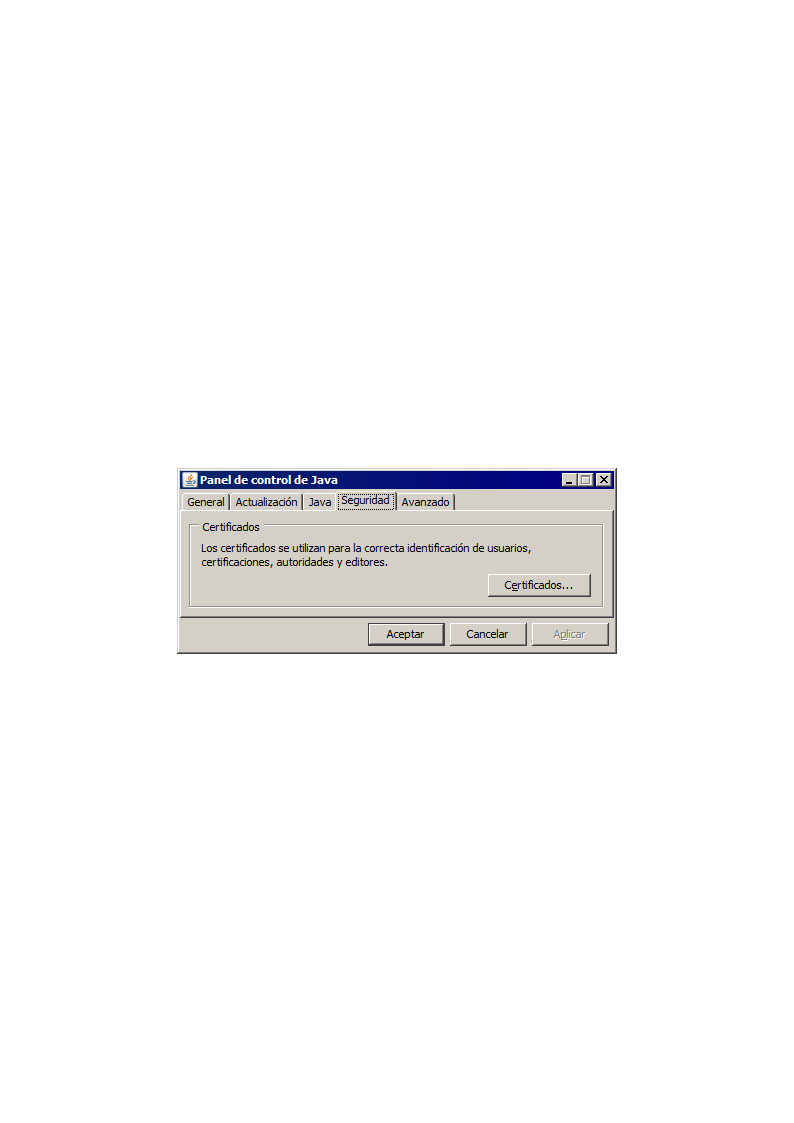 Panel de control de Java
General Actualización Java Seguridad Avanzado
Certificados
Los certificados se utilizan para la correcta identificación de usuarios,
certificaciones, autoridades y editores.
Certificados...
Aceptar Cancelar Aplicar